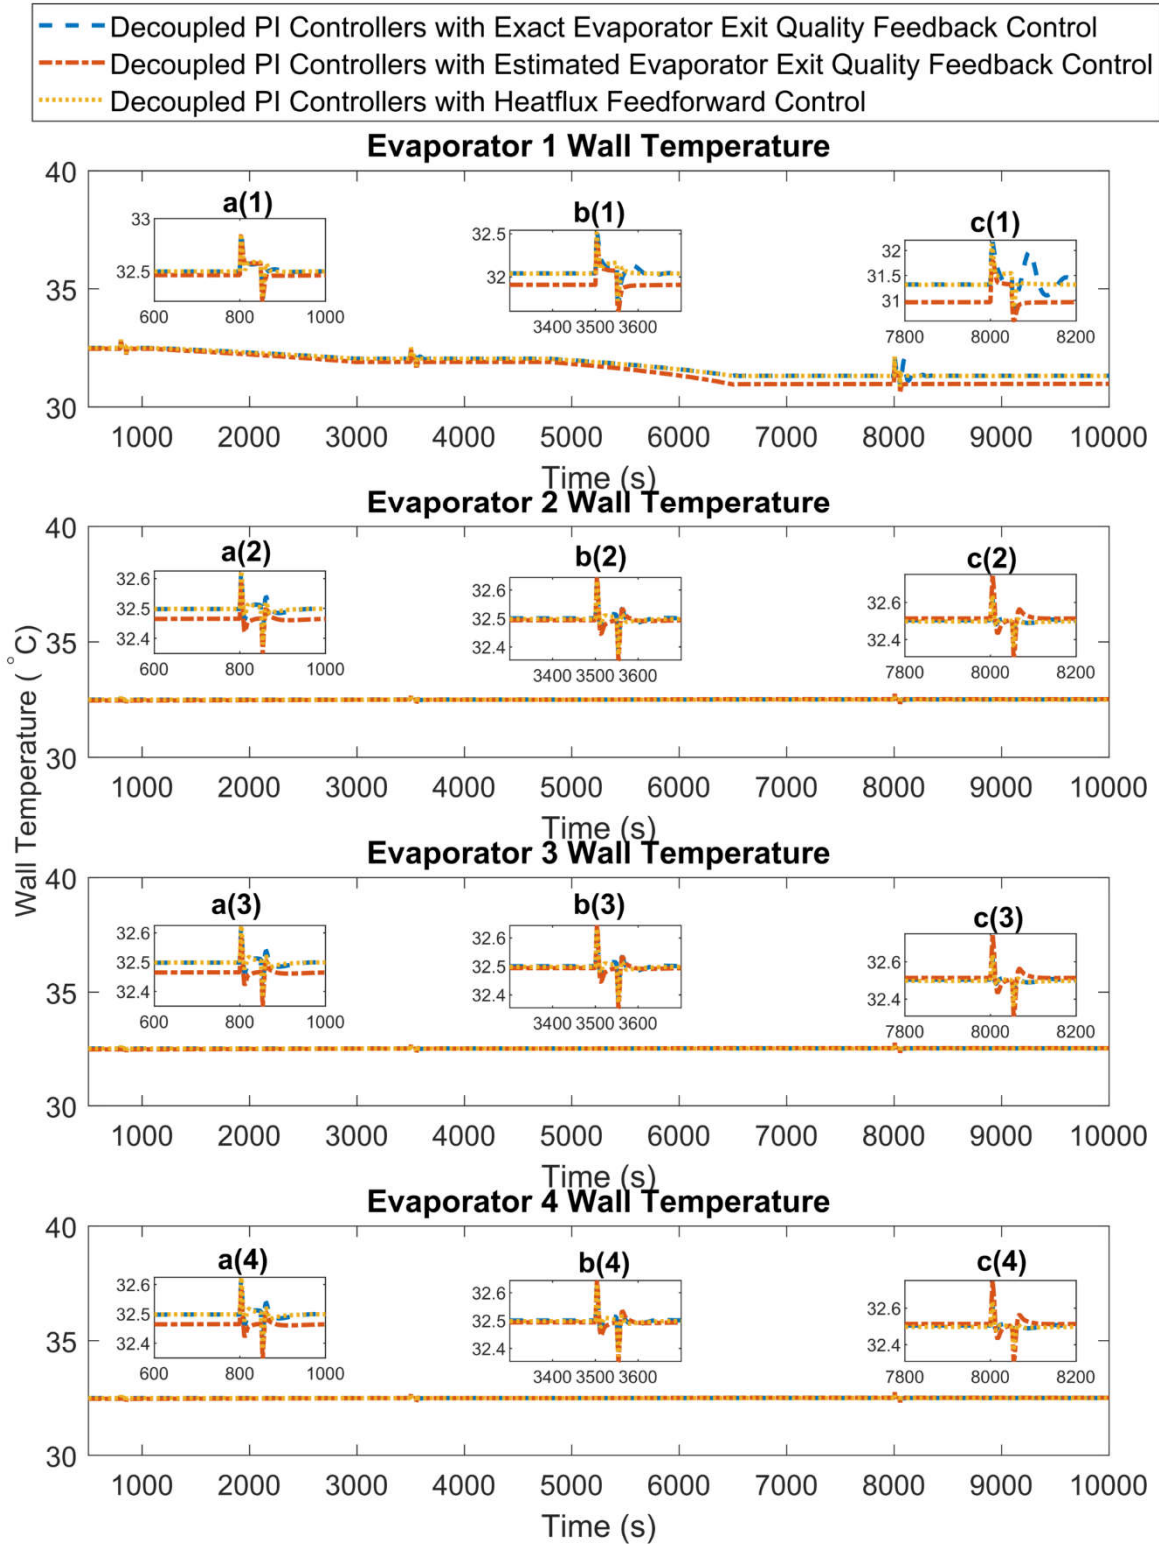 Decoupled PI Controllers with Exact Evaporator Exit Quality Feedback Control
Decoupled PI Controllers with Estimated Evaporator Exit Quality Feedback Control
Decoupled PI Controllers with Heatflux Feedforward Control
Evaporator 1 Wall Temperature
40
35
30
a(1)
33
32.5
600 800 1000
b(1)
32.5
32
3400 3500 3600
c(1)
32
31.5
31
7800 8000 8200
1000 2000 3000 4000 5000 6000 7000 8000 9000 10000
Time (s)
Evaporator 2 Wall Temperature
40
35
30
a(2)
32.6
32.5
32.4
600 800 1000
b(2)
32.6
32.5
32.4
3400 3500 3600
c(2)
32.6
32.4
7800 8000 8200
1000 2000 3000 4000 5000 6000 7000 8000 9000 10000
Time (s)
Wall Temperature (°C)
Evaporator 3 Wall Temperature
40
35
30
a(3)
32.6
32.5
32.4
600 800 1000
b(3)
32.6
32.5
32.4
3400 3500 3600
c(3)
32.6
32.4
7800 8000 8200
1000 2000 3000 4000 5000 6000 7000 8000 9000 10000
Time (s)
Evaporator 4 Wall Temperature
40
35
30
a(4)
32.6
32.5
32.4
600 800 1000
b(4)
32.6
32.5
32.4
3400 3500 3600
c(4)
32.6
32.4
7800 8000 8200
1000 2000 3000 4000 5000 6000 7000 8000 9000 10000
Time (s)